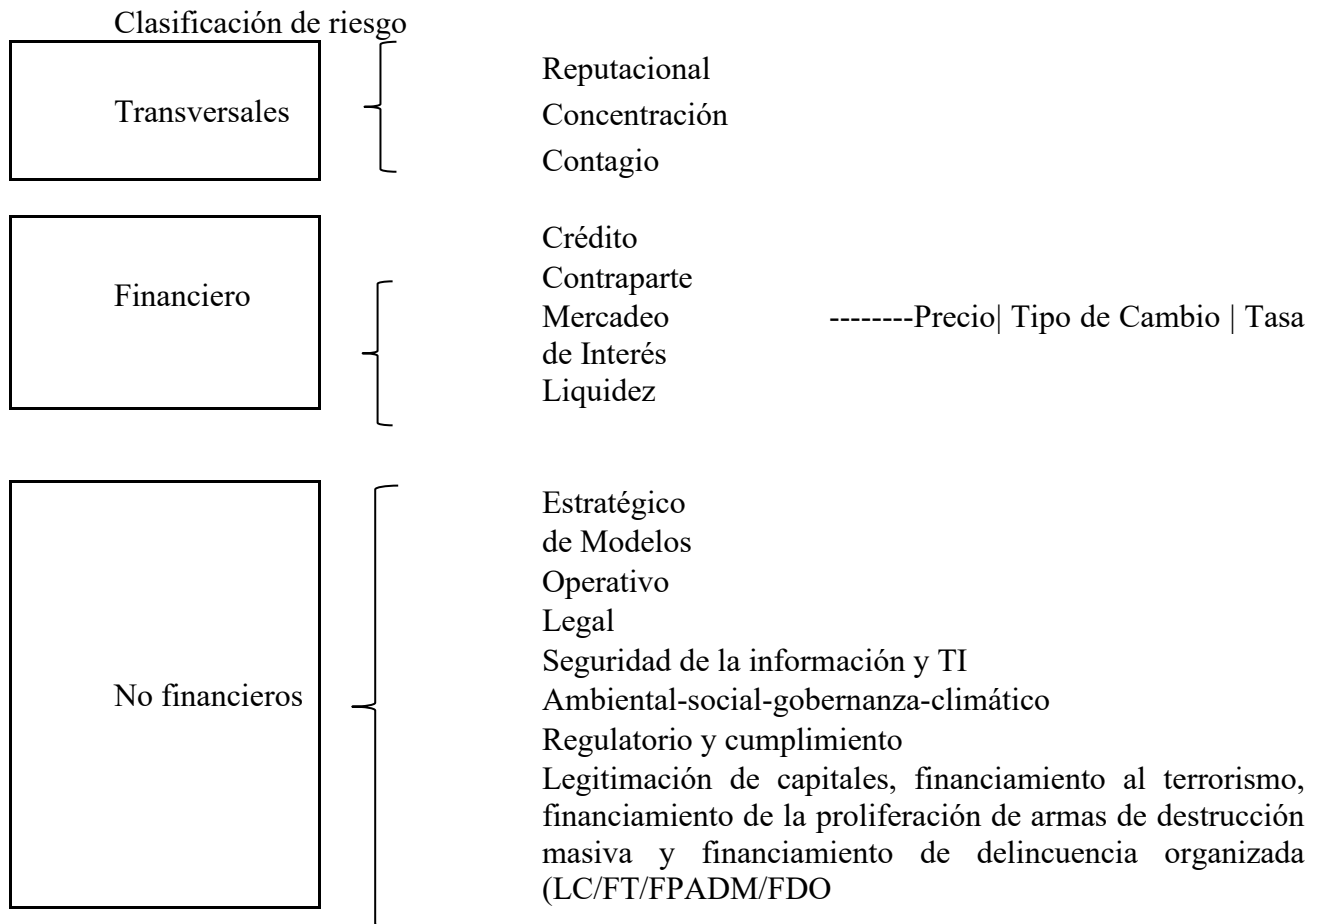 Clasificación de riesgo
Transversales
Reputacional
Concentración
Contagio
Financiero
Crédito
Contraparte
Mercadeo --------Precio| Tipo de Cambio | Tasa
de Interés
Liquidez
No financieros
Estratégico
de Modelos
Operativo
Legal
Seguridad de la información y TI
Ambiental-social-gobernanza-climático
Regulatorio y cumplimiento
Legitimación de capitales, financiamiento al terrorismo,
financiamiento de la proliferación de armas de destrucción
masiva y financiamiento de delincuencia organizada
(LC/FT/FPADM/FDO